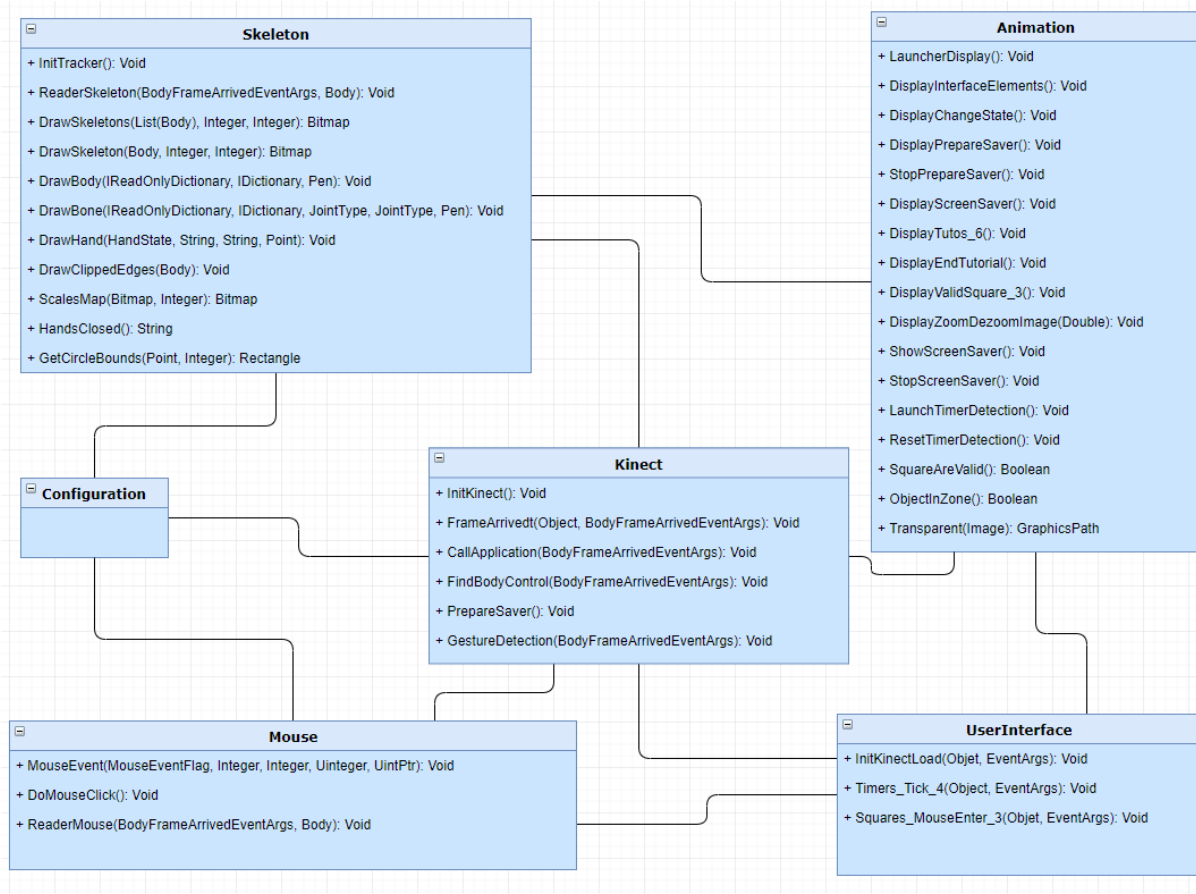 Skeleton
+ InitTracker(): Void
+ ReaderSkeleton(BodyFrameArrivedEventArgs, Body): Void
+ DrawSkeletons(List(Body), Integer, Integer): Bitmap
+ DrawSkeleton(Body, Integer, Integer): Bitmap
+ DrawBody(IReadOnlyDictionary, IDictionary, Pen): Void
+ DrawBone(IReadOnlyDictionary, IDictionary, JointType, JointType, Pen): Void
+ DrawHand(HandState, String, String, Point): Void
+ DrawClippedEdges(Body): Void
+ ScalesMap(Bitmap, Integer): Bitmap
+ HandsClosed(): String
+ GetCircleBounds(Point, Integer): Rectangle
Animation
+ LauncherDisplay(): Void
+ DisplayInterfaceElements(): Void
+ DisplayChangeState(): Void
+ DisplayPrepareSaver(): Void
+ StopPrepareSaver(): Void
+ DisplayScreenSaver(): Void
+ DisplayTutos_6(): Void
+ DisplayEndTutorial(): Void
+ DisplayValidSquare_3(): Void
+ DisplayZoomDezoomImage(Double): Void
+ ShowScreenSaver(): Void
+ StopScreenSaver(): Void
+ LaunchTimerDetection(): Void
+ ResetTimerDetection(): Void
+ SquareAreValid(): Boolean
+ ObjectInZone(): Boolean
+ Transparent(Image): GraphicsPath
Configuration
Kinect
+ InitKinect(): Void
+ FrameArrivedt(Object, BodyFrameArrivedEventArgs): Void
+ CallApplication(BodyFrameArrivedEventArgs): Void
+ FindBodyControl(BodyFrameArrivedEventArgs): Void
+ PrepareSaver(): Void
+ GestureDetection(BodyFrameArrivedEventArgs): Void
Mouse
+ MouseEvent(MouseEventFlag, Integer, Integer, Uinteger, UintPtr): Void
+ DoMouseClick(): Void
+ ReaderMouse(BodyFrameArrivedEventArgs, Body): Void
UserInterface
+ InitKinectLoad(Objet, EventArgs): Void
+ Timers_Tick_4(Object, EventArgs): Void
+ Squares_MouseEnter_3(Objet, EventArgs): Void